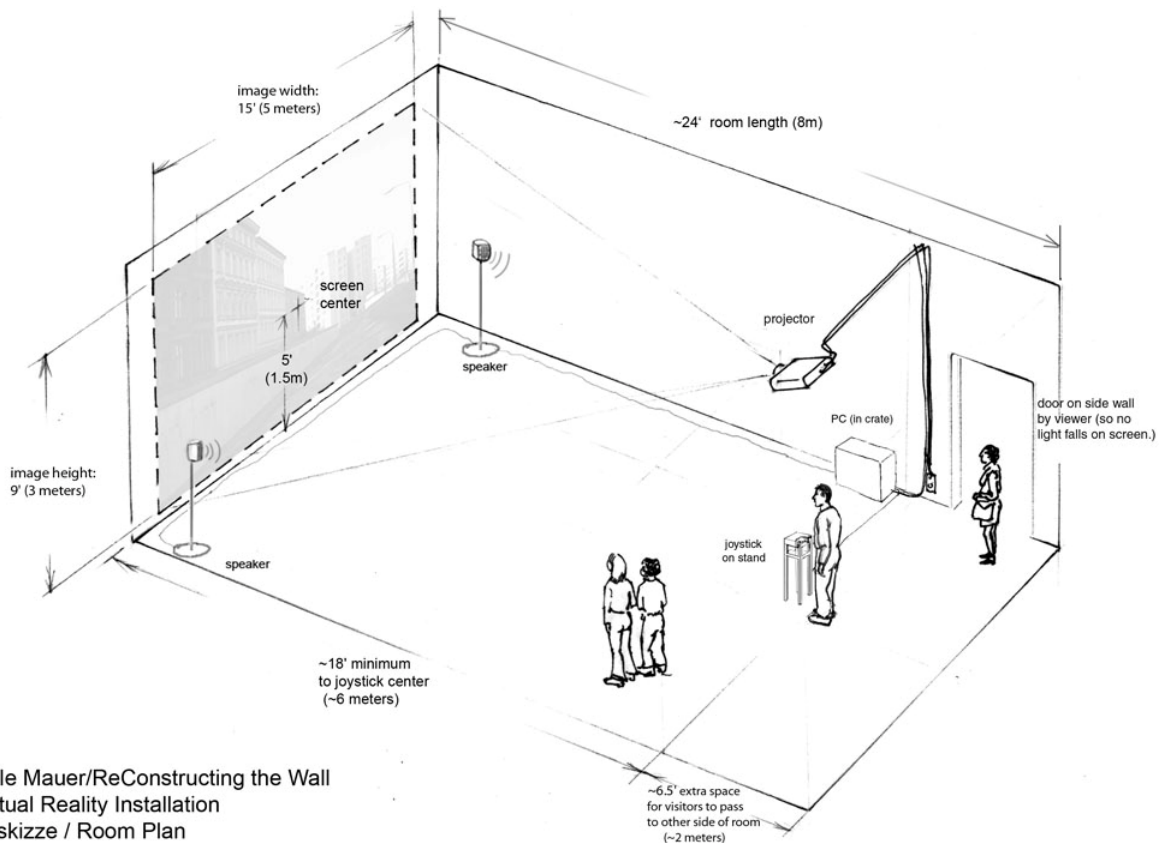 image width:
15' (5 meters)
~24' room length (8m)
screen
center
5'
(1.5m)
speaker
projector
PC (in crate)
door on side wall
by viewer (so no
light falls on screen.)
image height:
9' (3 meters)
joystick
on stand
speaker
~18' minimum
to joystick center
(~6 meters)
le Mauer/ReConstructing the Wall
tual Reality Installation
skizze / Room Plan
~6.5' extra space
for visitors to pass
to other side of room
(~2 meters)